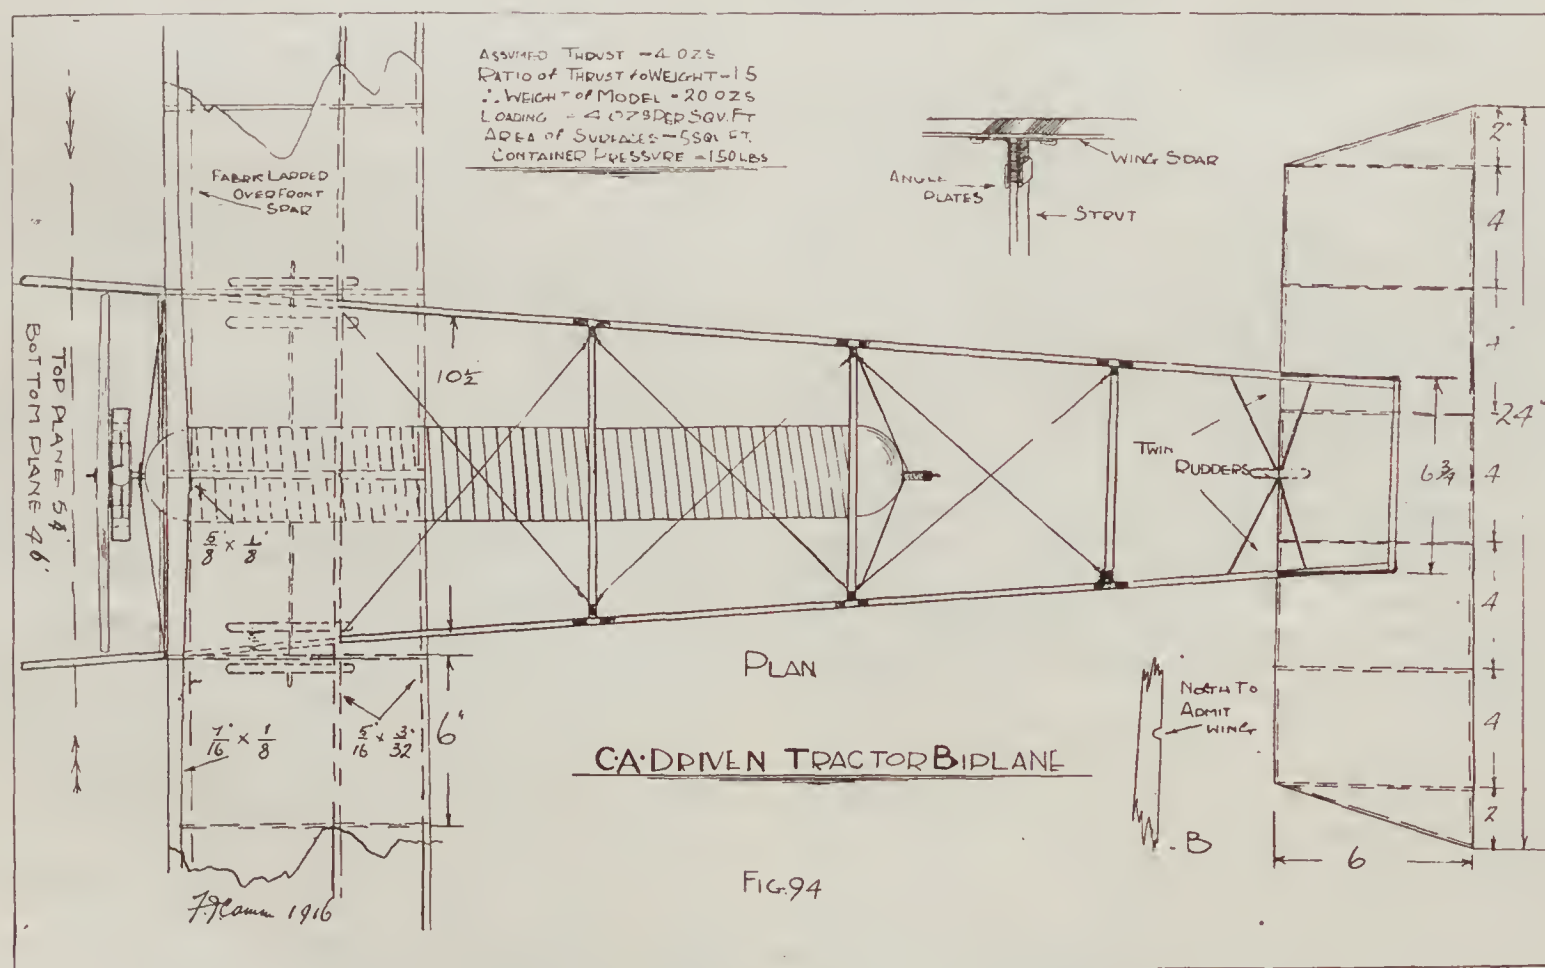 ASSUMED THRUST - 4 OZS
RATIO OF THRUST TO WEIGHT - 1 5
∴ WEIGHT OF MODEL - 20 OZS
LOADING - 4 OZS PER SQU. FT
AREA OF SURFACES - 5 SQU FT.
CONTAINER PRESSURE - 150 LBS
FABRIC LAPPED
OVER FRONT
SPAR
WING SPAR
ANGLE
PLATES
STRUT
2"
4
4"
24"
4
4
4
2
TOP PLANE 54"
BOTTOM PLANE 46"
10½
TWIN
RUDDERS
6¾
5/8" × 1/8"
7/16" × 1/8
5/16" × 3/32"
6"
PLAN
NOTCH TO
ADMIT
WING
B
C·A·DRIVEN TRACTOR BIPLANE
6
FIG. 94
F.J. Camm 1916